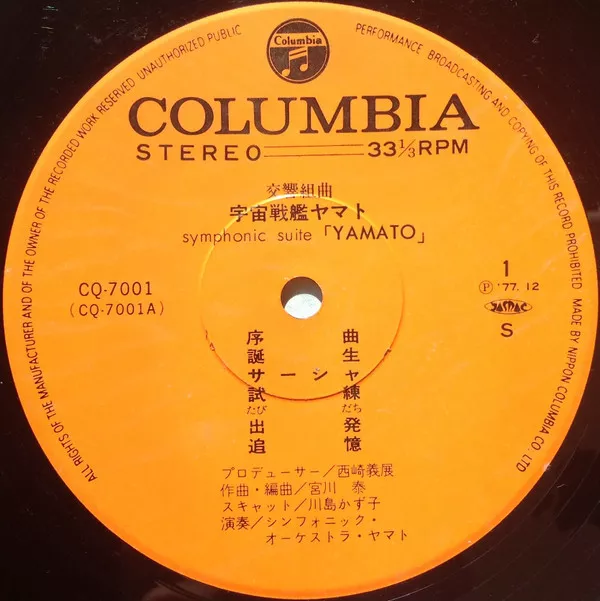 ALL RIGHTS OF THE MANUFACTURER AND OF THE OWNER OF THE RECORDED WORK RESERVED UNAUTHORIZED PUBLIC PERFORMANCE BROADCASTING AND COPYING OF THIS RECORD PROHIBITED MADE BY NIPPON COLUMBIA CO. LTD
Columbia
COLUMBIA
STEREO 33⅓RPM
交響組曲
宇宙戦艦ヤマト
symphonic suite「YAMATO」
CQ-7001
(CQ-7001A)
1
Ⓟ '77. 12
JASRAC
S
序曲
誕生
サーシャ
試練
たび だち
出発
追憶
プロデューサー/西崎義展
作曲・編曲/宮川 泰
スキャット/川島かず子
演奏/シンフォニック・
オーケストラ・ヤマト